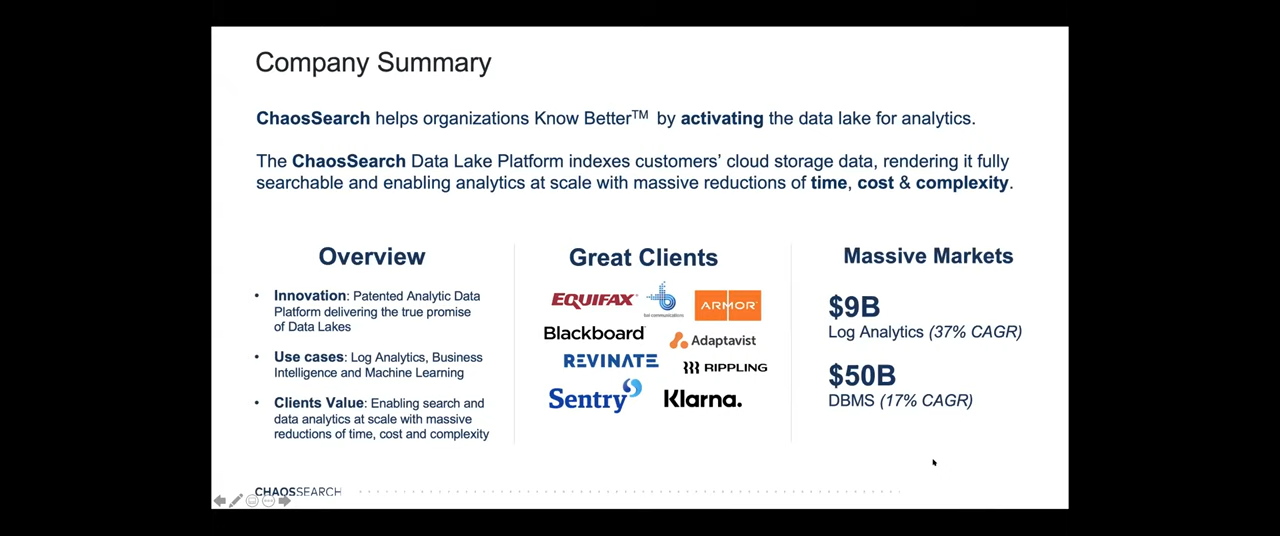 Company Summary
ChaosSearch helps organizations Know Better™ by activating the data lake for analytics.
The ChaosSearch Data Lake Platform indexes customers’ cloud storage data, rendering it fully
searchable and enabling analytics at scale with massive reductions of time, cost & complexity.
Overview
• Innovation: Patented Analytic Data
Platform delivering the true promise
of Data Lakes
• Use cases: Log Analytics, Business
Intelligence and Machine Learning
• Clients Value: Enabling search and
data analytics at scale with massive
reductions of time, cost and complexity
Great Clients
EQUIFAX
ARMOR
Blackboard
Adaptavist
REVINATE
RIPPLING
Sentry
Klarna.
Massive Markets
$9B
Log Analytics (37% CAGR)
$50B
DBMS (17% CAGR)
CHAOSSEARCH